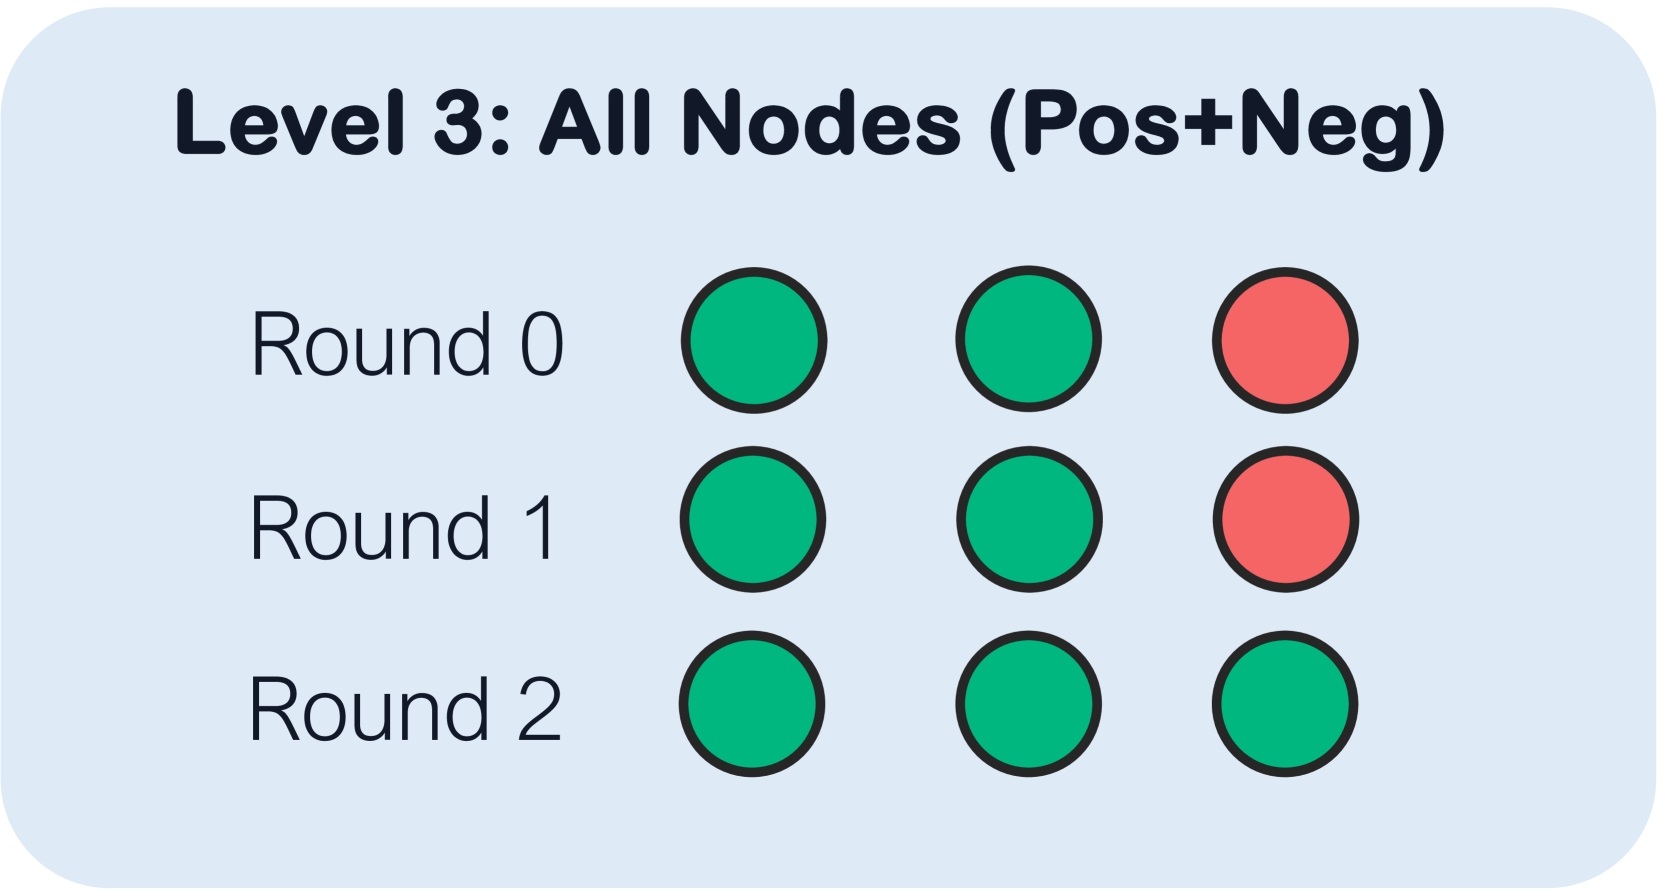 Level 3: All Nodes (Pos+Neg)
Round 0
Round 1
Round 2